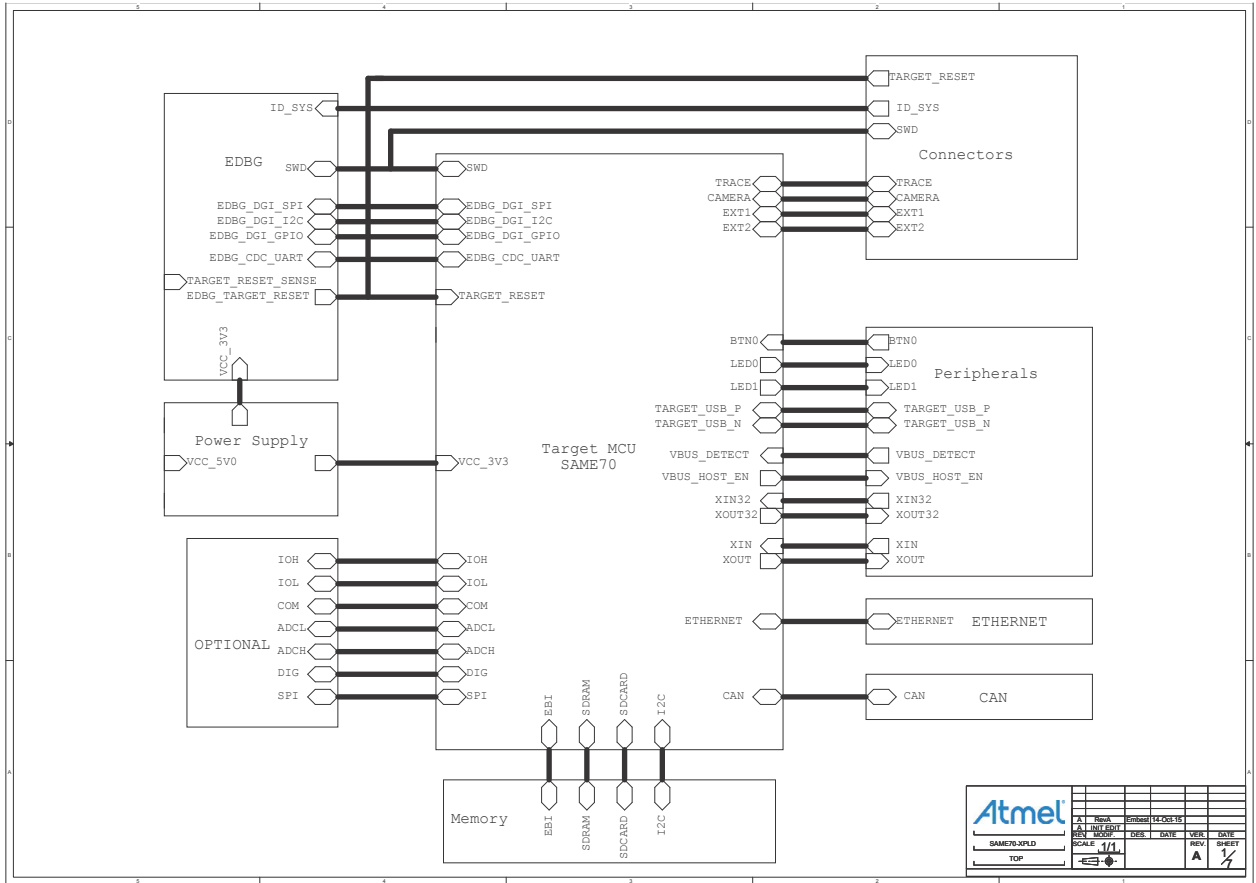 5 4 3 2 1
D
C
B
A
D
C
B
A
ID_SYS
EDBG
SWD
EDBG_DGI_SPI
EDBG_DGI_I2C
EDBG_DGI_GPIO
EDBG_CDC_UART
TARGET_RESET_SENSE
EDBG_TARGET_RESET
VCC_3V3
Power Supply
VCC_5V0
OPTIONAL
IOH
IOL
COM
ADCL
ADCH
DIG
SPI
SWD
EDBG_DGI_SPI
EDBG_DGI_I2C
EDBG_DGI_GPIO
EDBG_CDC_UART
TARGET_RESET
VCC_3V3
IOH
IOL
COM
ADCL
ADCH
DIG
SPI
Target MCU
SAME70
TRACE
CAMERA
EXT1
EXT2
BTN0
LED0
LED1
TARGET_USB_P
TARGET_USB_N
VBUS_DETECT
VBUS_HOST_EN
XIN32
XOUT32
XIN
XOUT
ETHERNET
CAN
EBI
SDRAM
SDCARD
I2C
Memory
EBI
SDRAM
SDCARD
I2C
TARGET_RESET
ID_SYS
SWD
Connectors
TRACE
CAMERA
EXT1
EXT2
BTN0
LED0
Peripherals
LED1
TARGET_USB_P
TARGET_USB_N
VBUS_DETECT
VBUS_HOST_EN
XIN32
XOUT32
XIN
XOUT
ETHERNET ETHERNET
CAN CAN
Atmel
SAME70-XPLD
TOP
A RevA Embest 14-Oct-15
A INIT EDIT
REV MODIF. DES. DATE VER. DATE
SCALE 1/1 REV. SHEET
A 1/7
5 4 3 2 1